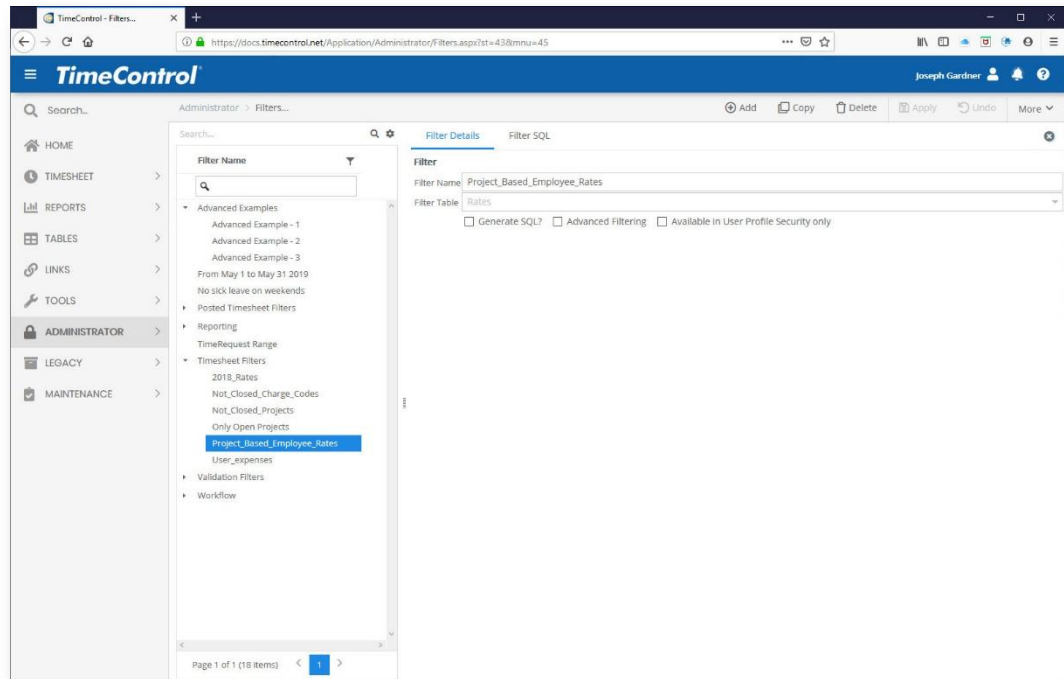 TimeControl - Filters...
https://docs.timecontrol.net/Application/Administrator/Filters.aspx?st=43&mnu=45
TimeControl
Joseph Gardner
Search...
Administrator > Filters...
Add Copy Delete Apply Undo More
HOME
TIMESHEET
REPORTS
TABLES
LINKS
TOOLS
ADMINISTRATOR
LEGACY
MAINTENANCE
Search...
Filter Name
Advanced Examples
Advanced Example - 1
Advanced Example - 2
Advanced Example - 3
From May 1 to May 31 2019
No sick leave on weekends
Posted Timesheet Filters
Reporting
TimeRequest Range
Timesheet Filters
2018_Rates
Not_Closed_Charge_Codes
Not_Closed_Projects
Only Open Projects
Project_Based_Employee_Rates
User_expenses
Validation Filters
Workflow
Page 1 of 1 (18 items) < 1 >
Filter Details Filter SQL
Filter
Filter Name Project_Based_Employee_Rates
Filter Table Rates
Generate SQL? Advanced Filtering Available in User Profile Security only